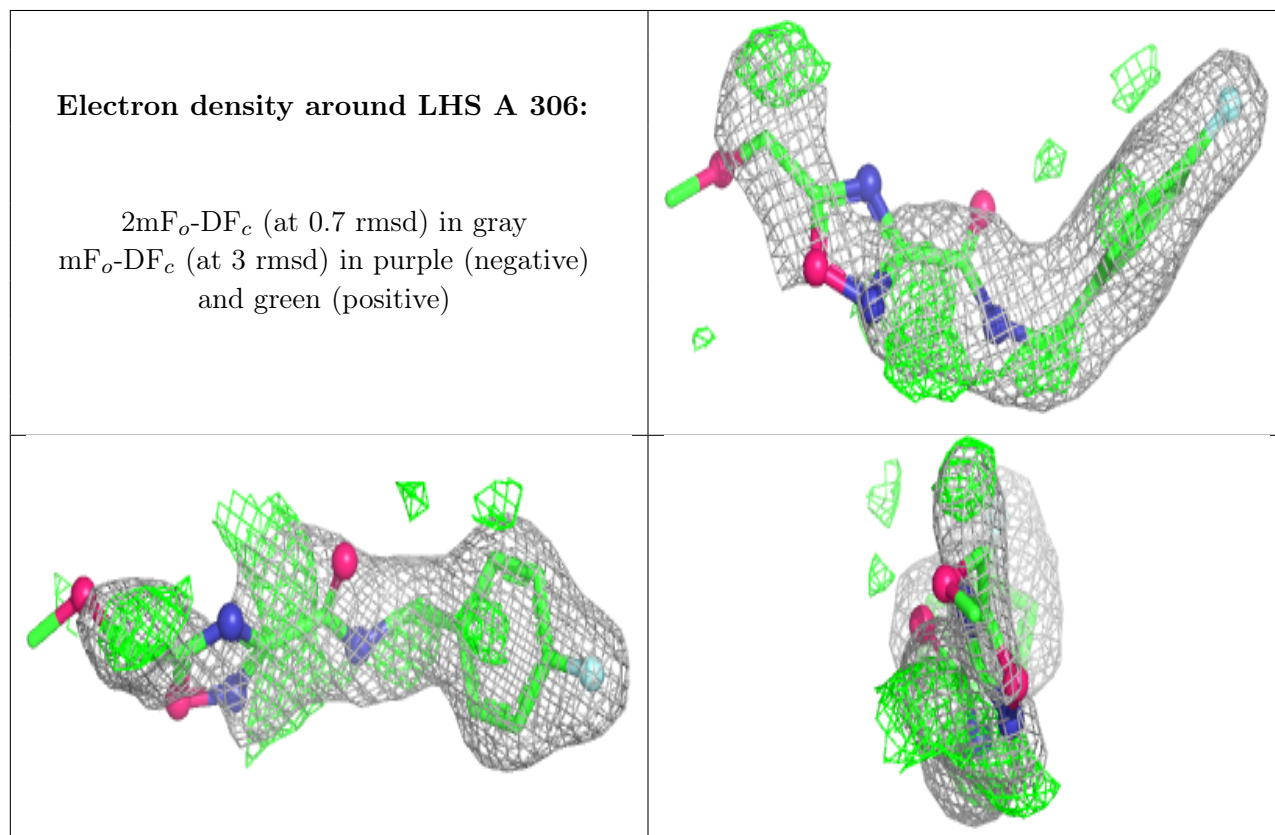 Electron density around LHS A 306:
2mFo-DFc (at 0.7 rmsd) in gray
mFo-DFc (at 3 rmsd) in purple (negative)
and green (positive)